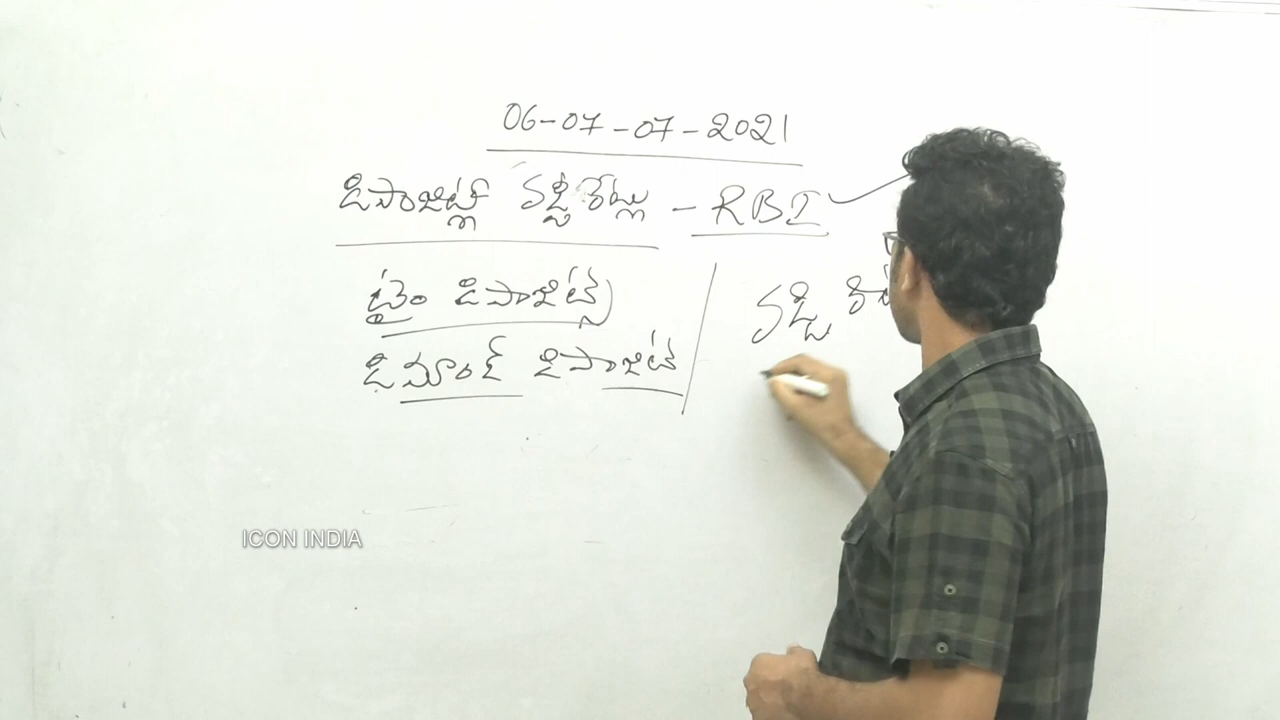 06-07-07-2021
డిపాజిట్ల వడ్డీ రేట్లు - RBI
టైం డిపాజిట్స్
డిమాండ్ డిపాజిట్
వడ్డీ
ICON INDIA